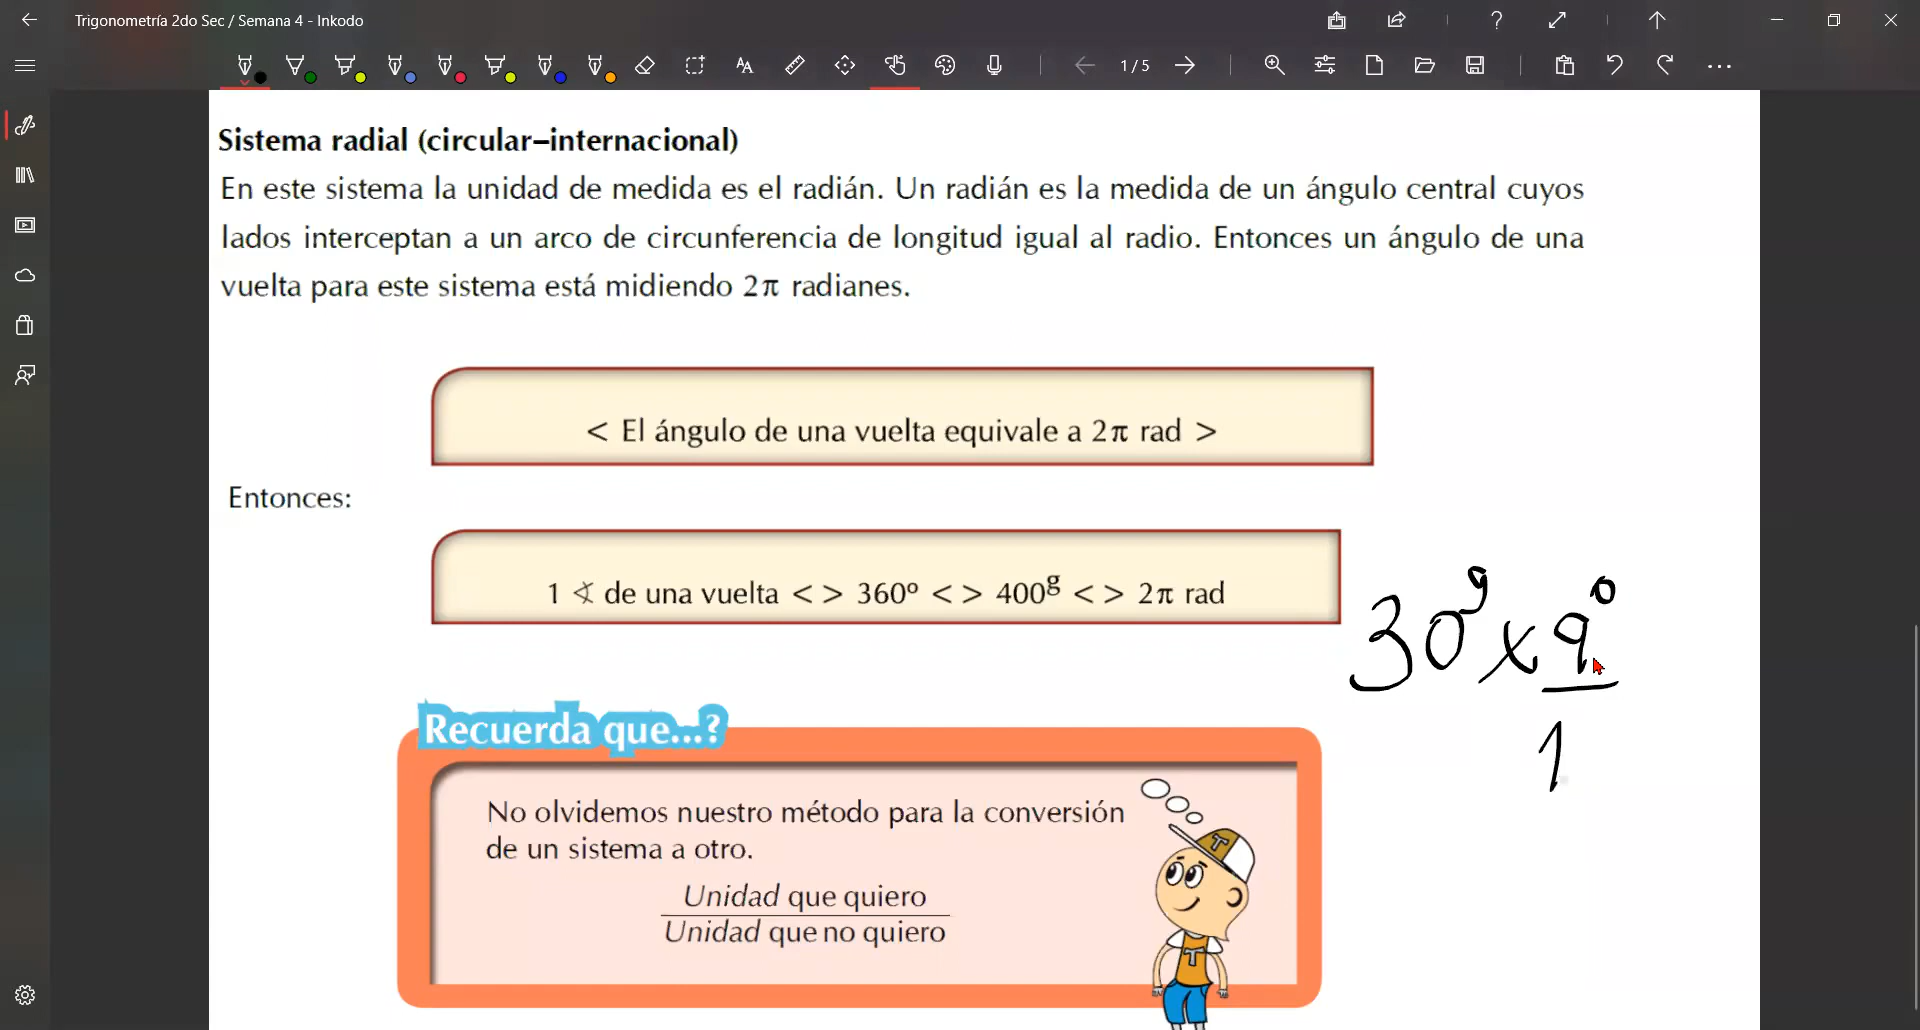 Trigonometría 2do Sec / Semana 4 - Inkodo
1 / 5
Sistema radial (circular–internacional)
En este sistema la unidad de medida es el radián. Un radián es la medida de un ángulo central cuyos
lados interceptan a un arco de circunferencia de longitud igual al radio. Entonces un ángulo de una
vuelta para este sistema está midiendo 2π radianes.
< El ángulo de una vuelta equivale a 2π rad >
Entonces:
1 ∢ de una vuelta < > 360º < > 400ᵍ < > 2π rad
30ᵍ x 9⁰
1
Recuerda que...?
No olvidemos nuestro método para la conversión
de un sistema a otro.
Unidad que quiero
Unidad que no quiero
T
T